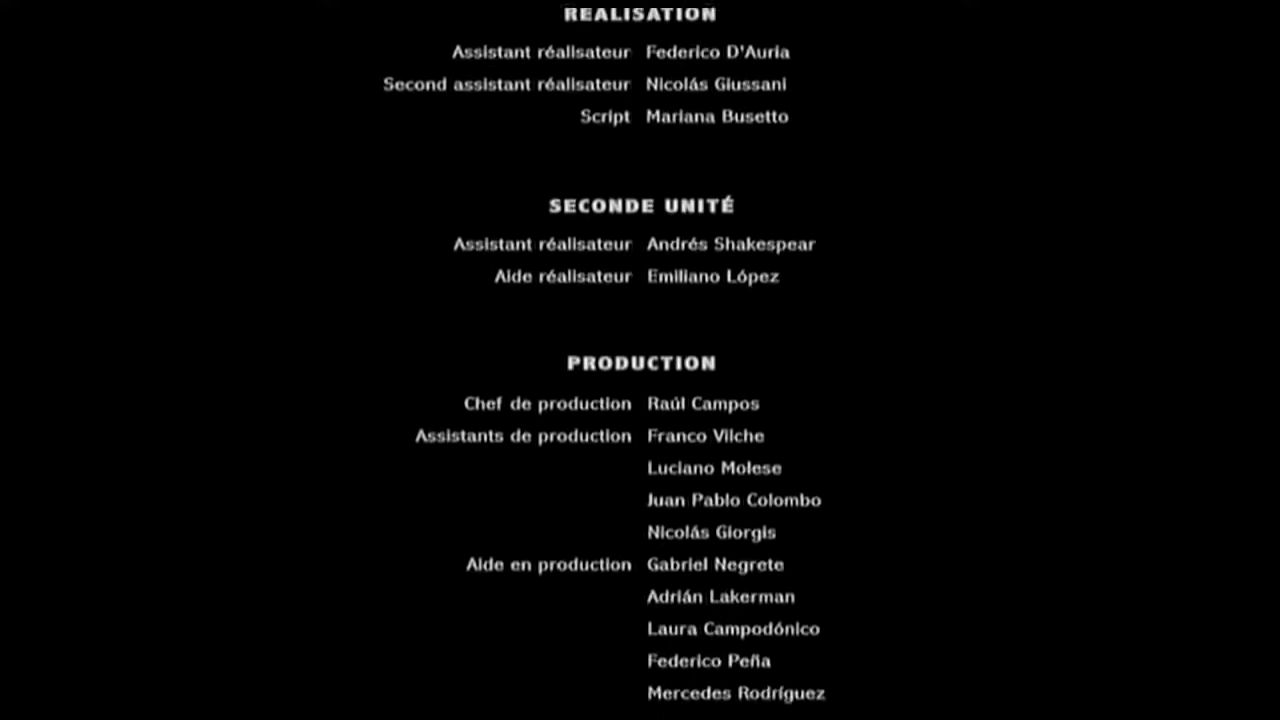 REALISATION
Assistant réalisateur Federico D'Auria
Second assistant réalisateur Nicolás Giussani
Script Mariana Busetto
SECONDE UNITÉ
Assistant réalisateur Andrés Shakespear
Aide réalisateur Emiliano López
PRODUCTION
Chef de production Raúl Campos
Assistants de production Franco Vilche
Luciano Molese
Juan Pablo Colombo
Nicolás Giorgis
Aide en production Gabriel Negrete
Adrián Lakerman
Laura Campodónico
Federico Peña
Mercedes Rodríguez